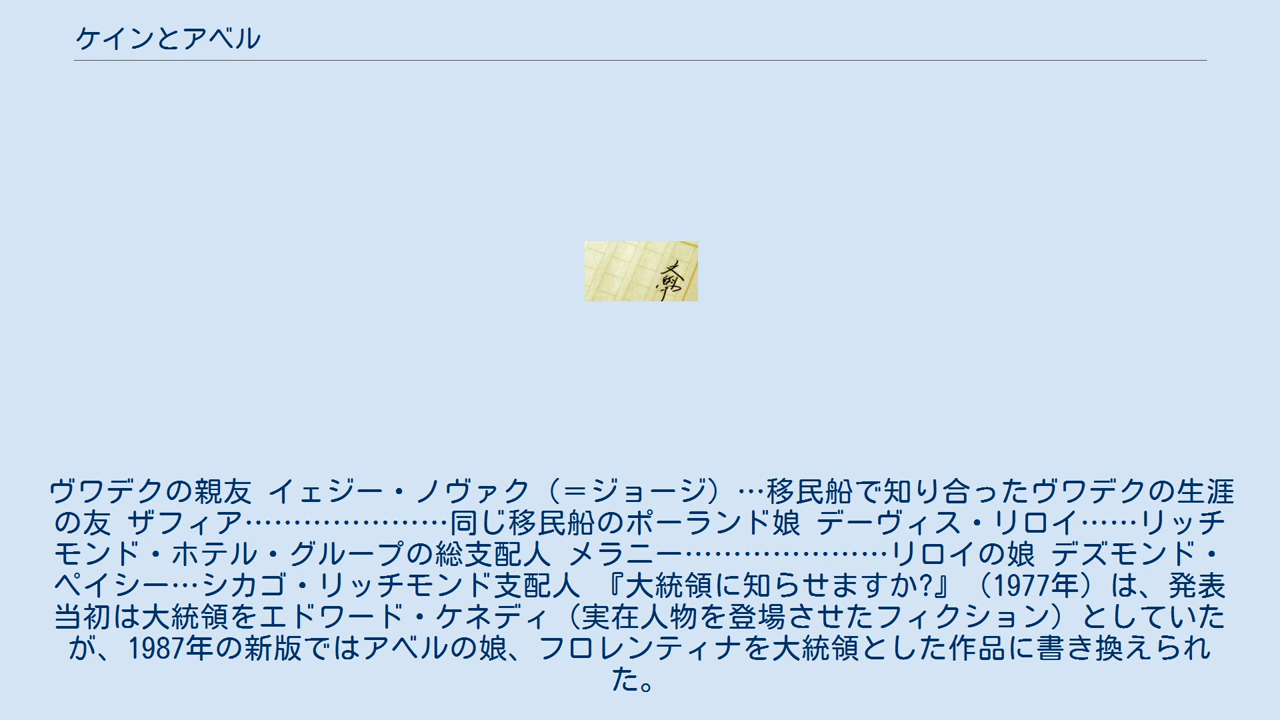 ケインとアベル
ヴワデクの親友 イェジー・ノヴァク（＝ジョージ）…移民船で知り合ったヴワデクの生涯
の友 ザフィア…………………同じ移民船のポーランド娘 デーヴィス・リロイ……リッチ
モンド・ホテル・グループの総支配人 メラニー…………………リロイの娘 デズモンド・
ペイシー…シカゴ・リッチモンド支配人 『大統領に知らせますか?』（1977年）は、発表
当初は大統領をエドワード・ケネディ（実在人物を登場させたフィクション）としていた
が、1987年の新版ではアベルの娘、フロレンティナを大統領とした作品に書き換えられ
た。